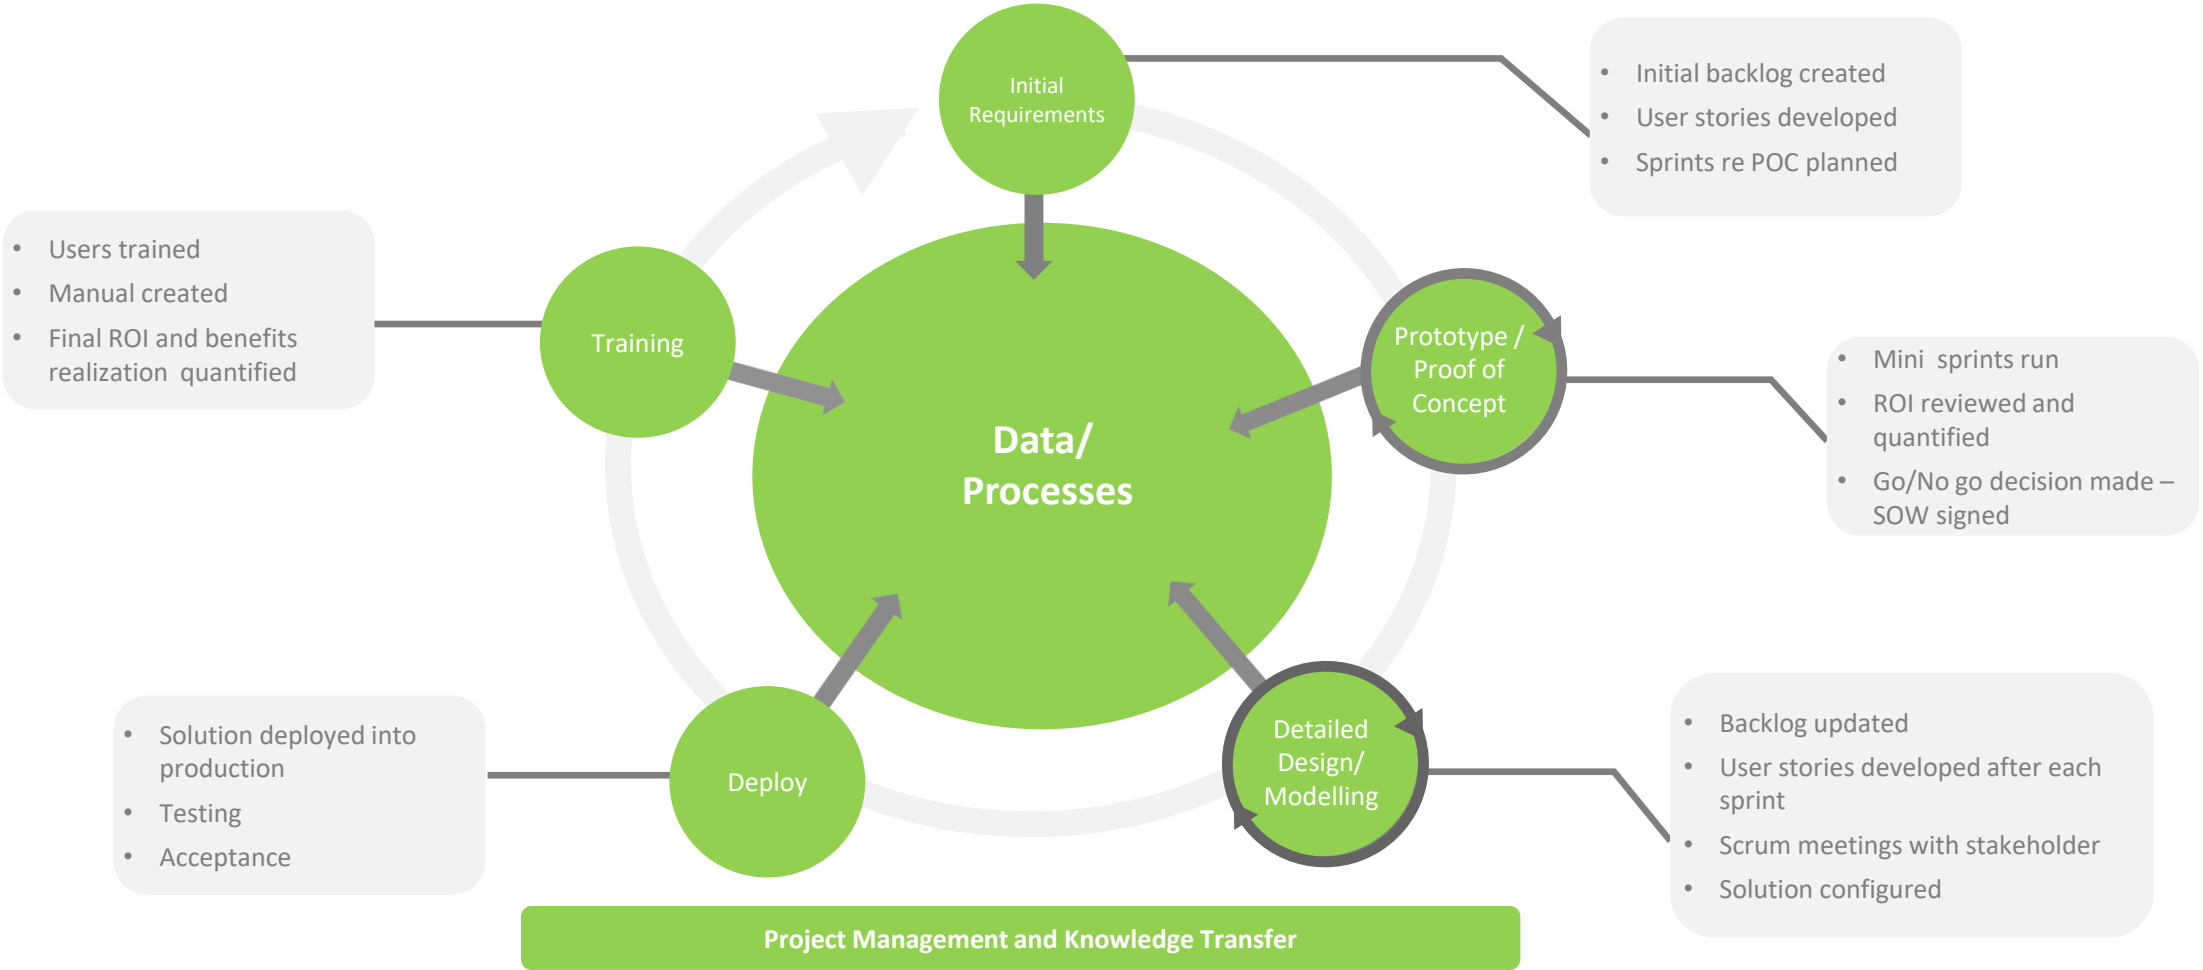 Initial
Requirements
• Initial backlog created
• User stories developed
• Sprints re POC planned
Prototype /
Proof of
Concept
• Mini  sprints run
• ROI reviewed and
quantified
• Go/No go decision made –
SOW signed
Detailed
Design/
Modelling
• Backlog updated
• User stories developed after each
sprint
• Scrum meetings with stakeholder
• Solution configured
Deploy
• Solution deployed into
production
• Testing
• Acceptance
Training
• Users trained
• Manual created
• Final ROI and benefits
realization  quantified
Data/
Processes
Project Management and Knowledge Transfer